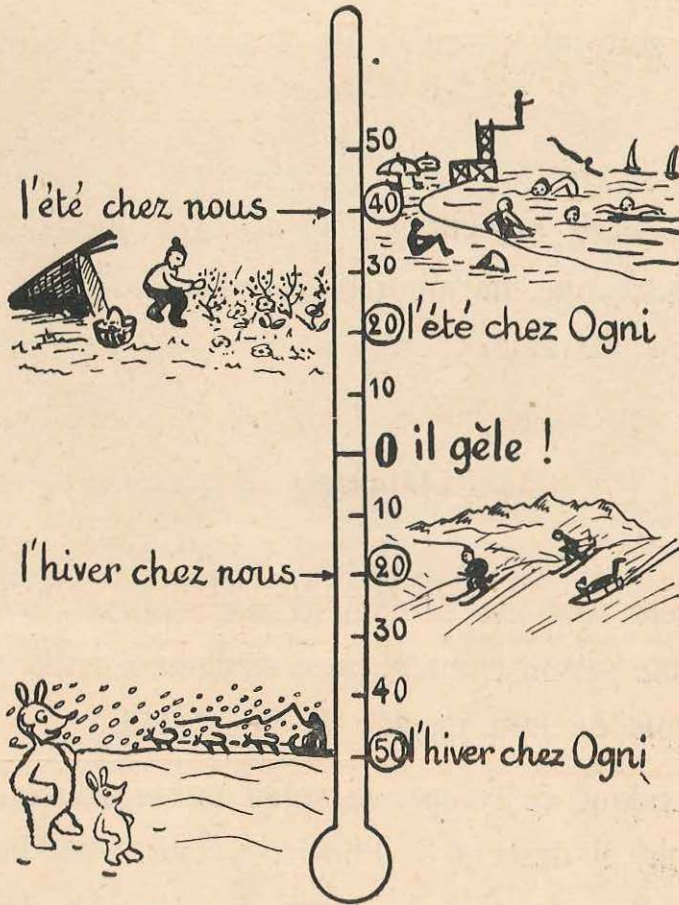 50
l'été chez nous
40
30
20 l'été chez Ogni
10
0 il gèle !
10
l'hiver chez nous
20
30
40
50 l'hiver chez Ogni